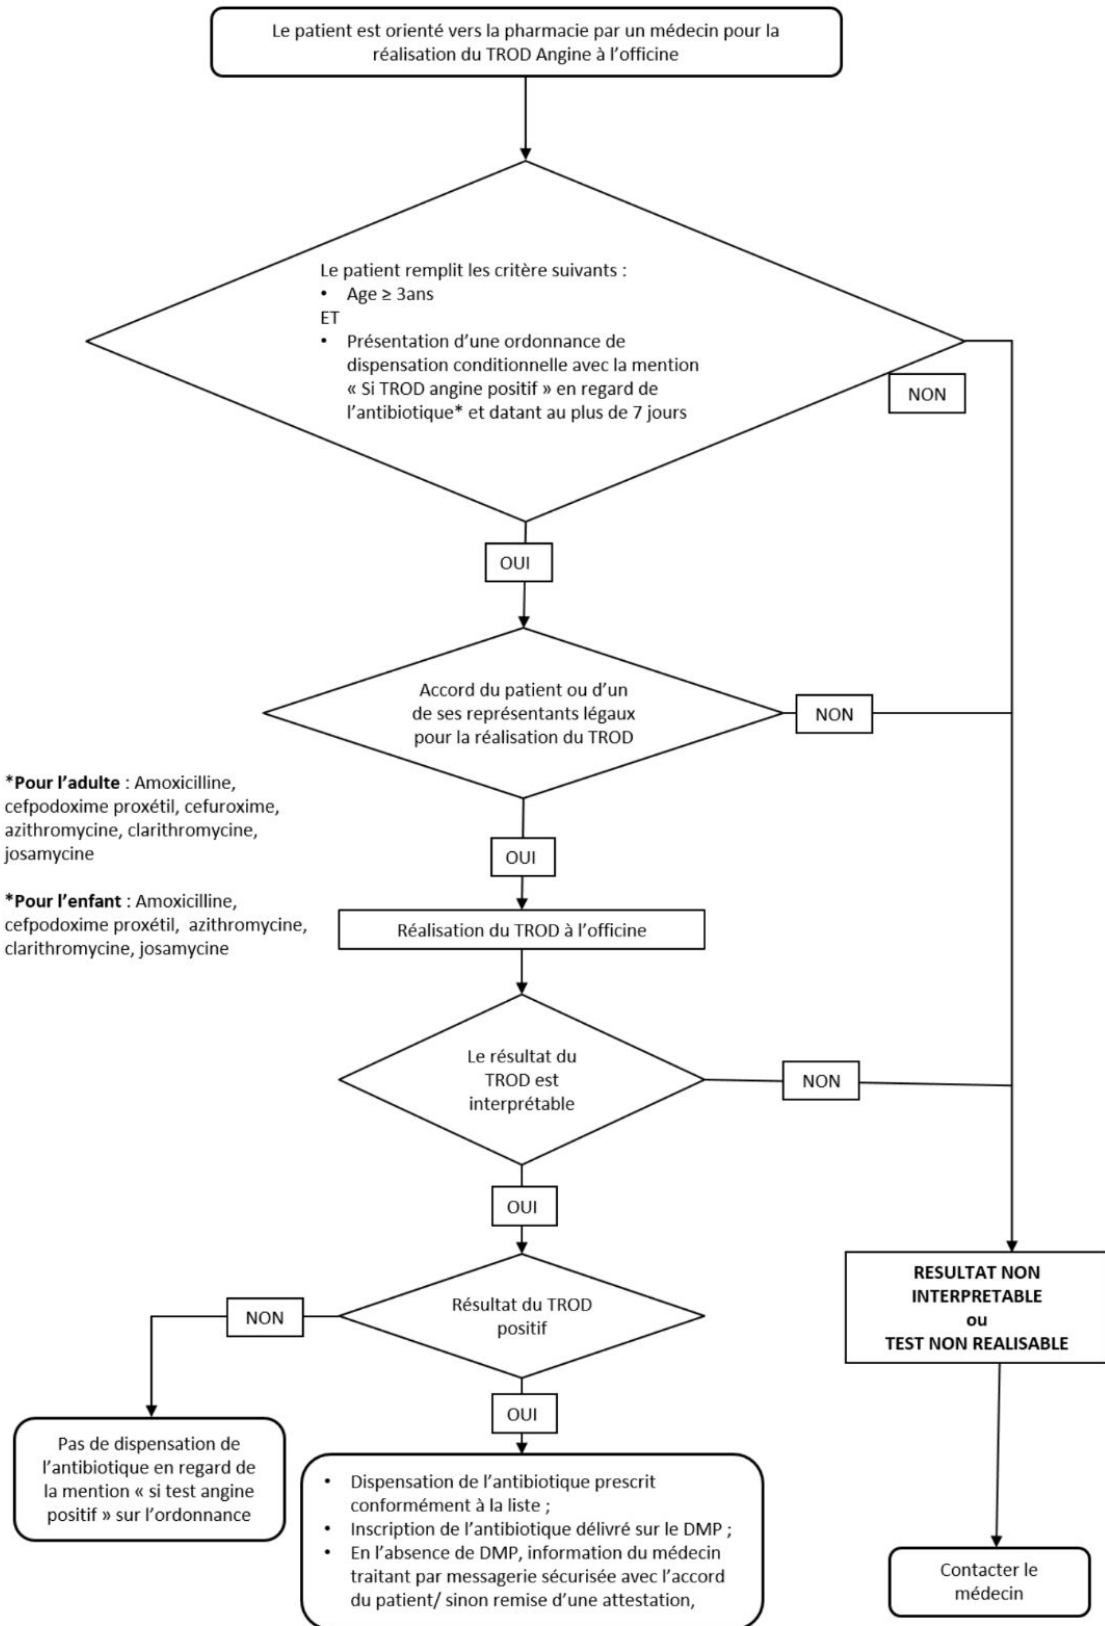 Le patient est orienté vers la pharmacie par un médecin pour la
réalisation du TROD Angine à l’officine
Le patient remplit les critère suivants :
• Age ≥ 3ans
ET
• Présentation d’une ordonnance de
dispensation conditionnelle avec la mention
« Si TROD angine positif » en regard de
l’antibiotique* et datant au plus de 7 jours
NON
OUI
Accord du patient ou d’un
de ses représentants légaux
pour la réalisation du TROD
NON
*Pour l’adulte : Amoxicilline,
cefpodoxime proxétil, cefuroxime,
azithromycine, clarithromycine,
josamycine
OUI
*Pour l’enfant : Amoxicilline,
cefpodoxime proxétil, azithromycine,
clarithromycine, josamycine
Réalisation du TROD à l’officine
Le résultat du
TROD est
interprétable
NON
OUI
Résultat du TROD
positif
NON
RESULTAT NON
INTERPRETABLE
ou
TEST NON REALISABLE
OUI
Pas de dispensation de
l’antibiotique en regard de
la mention « si test angine
positif » sur l’ordonnance
• Dispensation de l’antibiotique prescrit
conformément à la liste ;
• Inscription de l’antibiotique délivré sur le DMP ;
• En l’absence de DMP, information du médecin
traitant par messagerie sécurisée avec l’accord
du patient/ sinon remise d’une attestation,
Contacter le
médecin